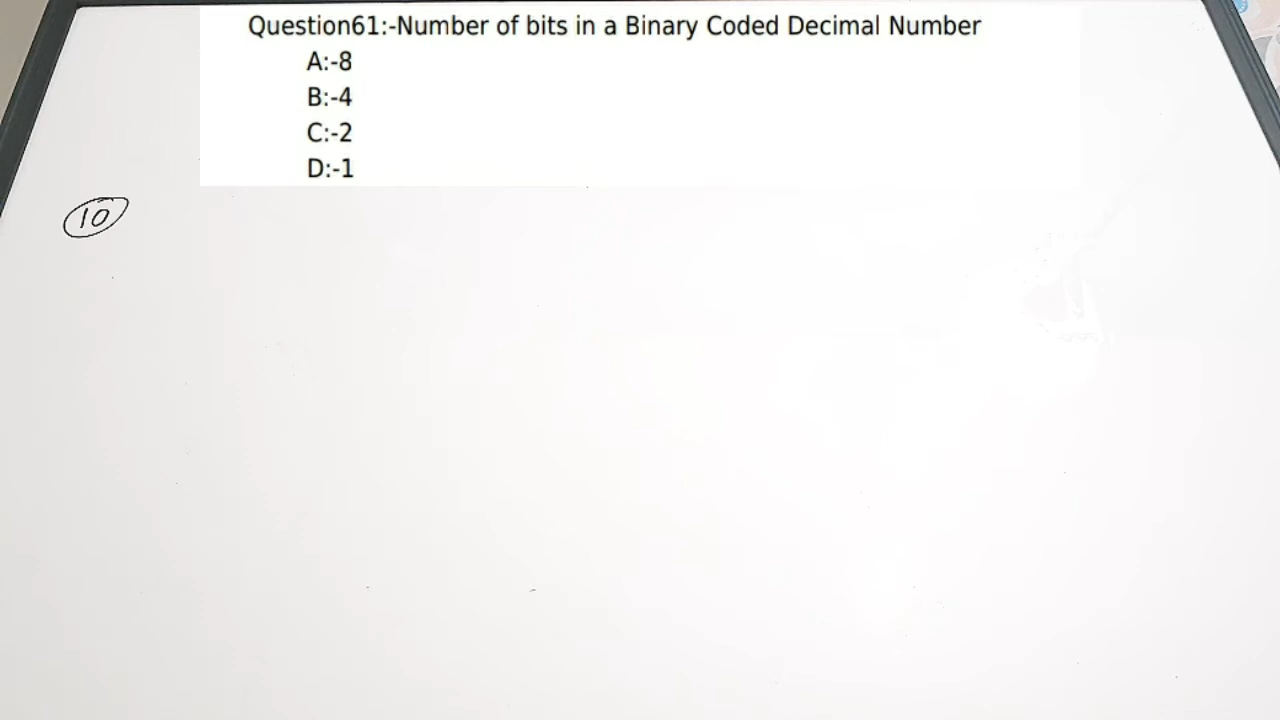 Question61:-Number of bits in a Binary Coded Decimal Number
A:-8
B:-4
C:-2
D:-1
10